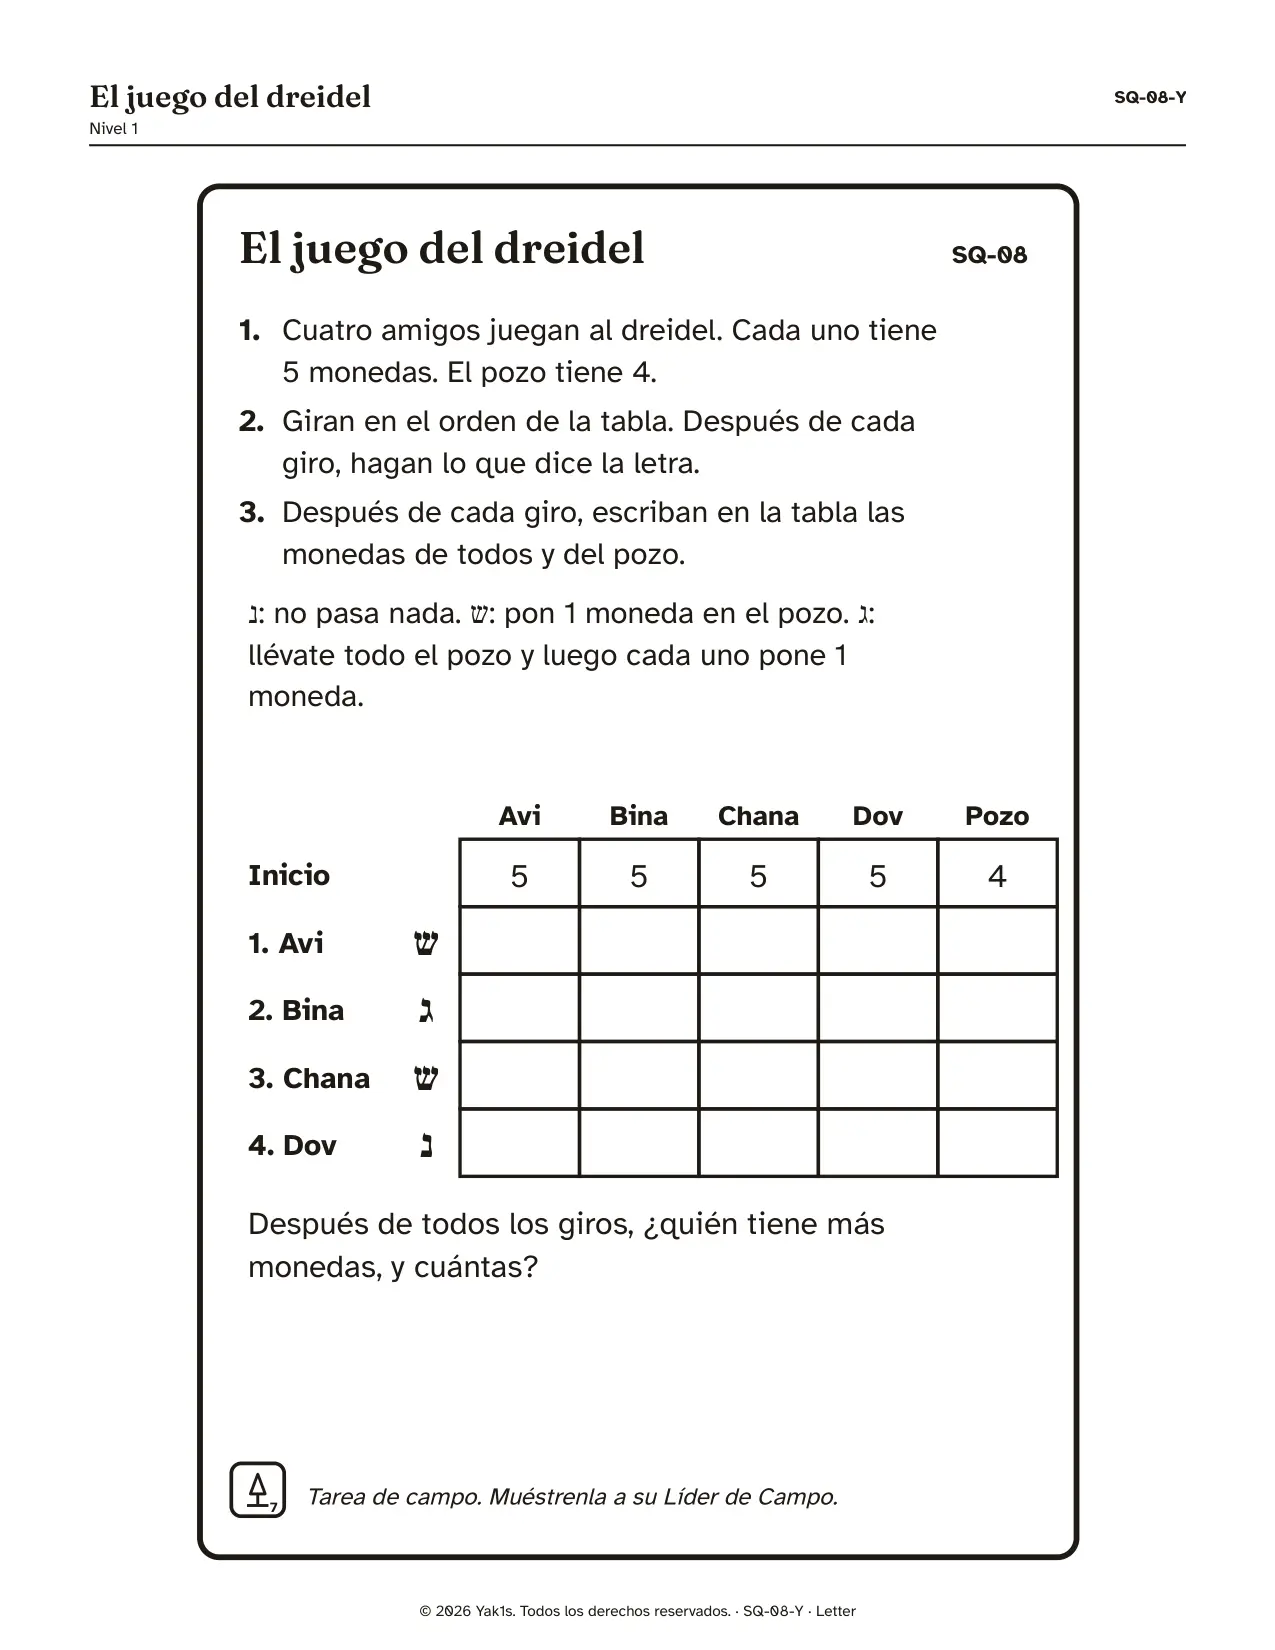 El juego del dreidel
SQ-08-Y
Nivel 1
El juego del dreidel
SQ-08
1. Cuatro amigos juegan al dreidel. Cada uno tiene
5 monedas. El pozo tiene 4.
2. Giran en el orden de la tabla. Después de cada
giro, hagan lo que dice la letra.
3. Después de cada giro, escriban en la tabla las
monedas de todos y del pozo.
נ: no pasa nada. ש: pon 1 moneda en el pozo. ג:
llévate todo el pozo y luego cada uno pone 1
moneda.
Avi Bina Chana Dov Pozo
Inicio 5 5 5 5 4
1. Avi ש
2. Bina ג
3. Chana ש
4. Dov נ
Después de todos los giros, ¿quién tiene más
monedas, y cuántas?
7
Tarea de campo. Muéstrenla a su Líder de Campo.
© 2026 Yak1s. Todos los derechos reservados. · SQ-08-Y · Letter